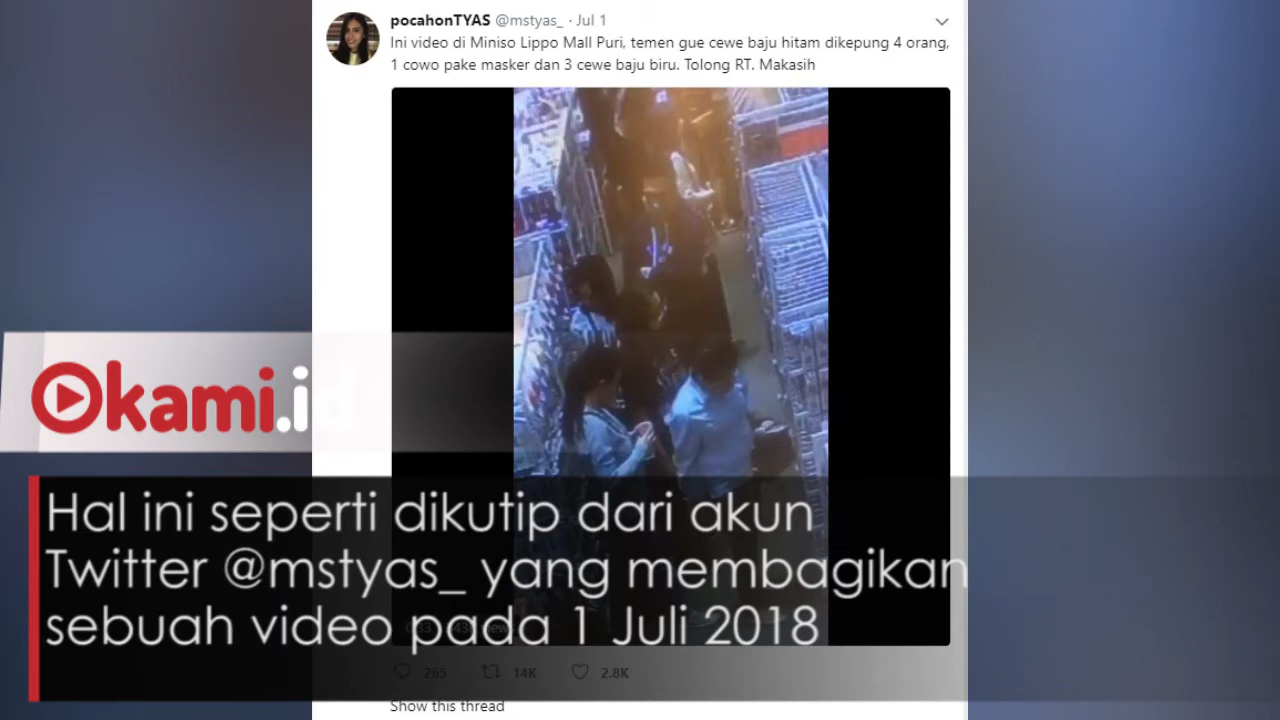 pocahonTYAS @mstyas_ · Jul 1
Ini video di Miniso Lippo Mall Puri, temen gue cewe baju hitam dikepung 4 orang,
1 cowo pake masker dan 3 cewe baju biru. Tolong RT. Makasih
Okami.id
Hal ini seperti dikutip dari akun
Twitter @mstyas_ yang membagikan
sebuah video pada 1 Juli 2018
265 14K 2.8K
Show this thread